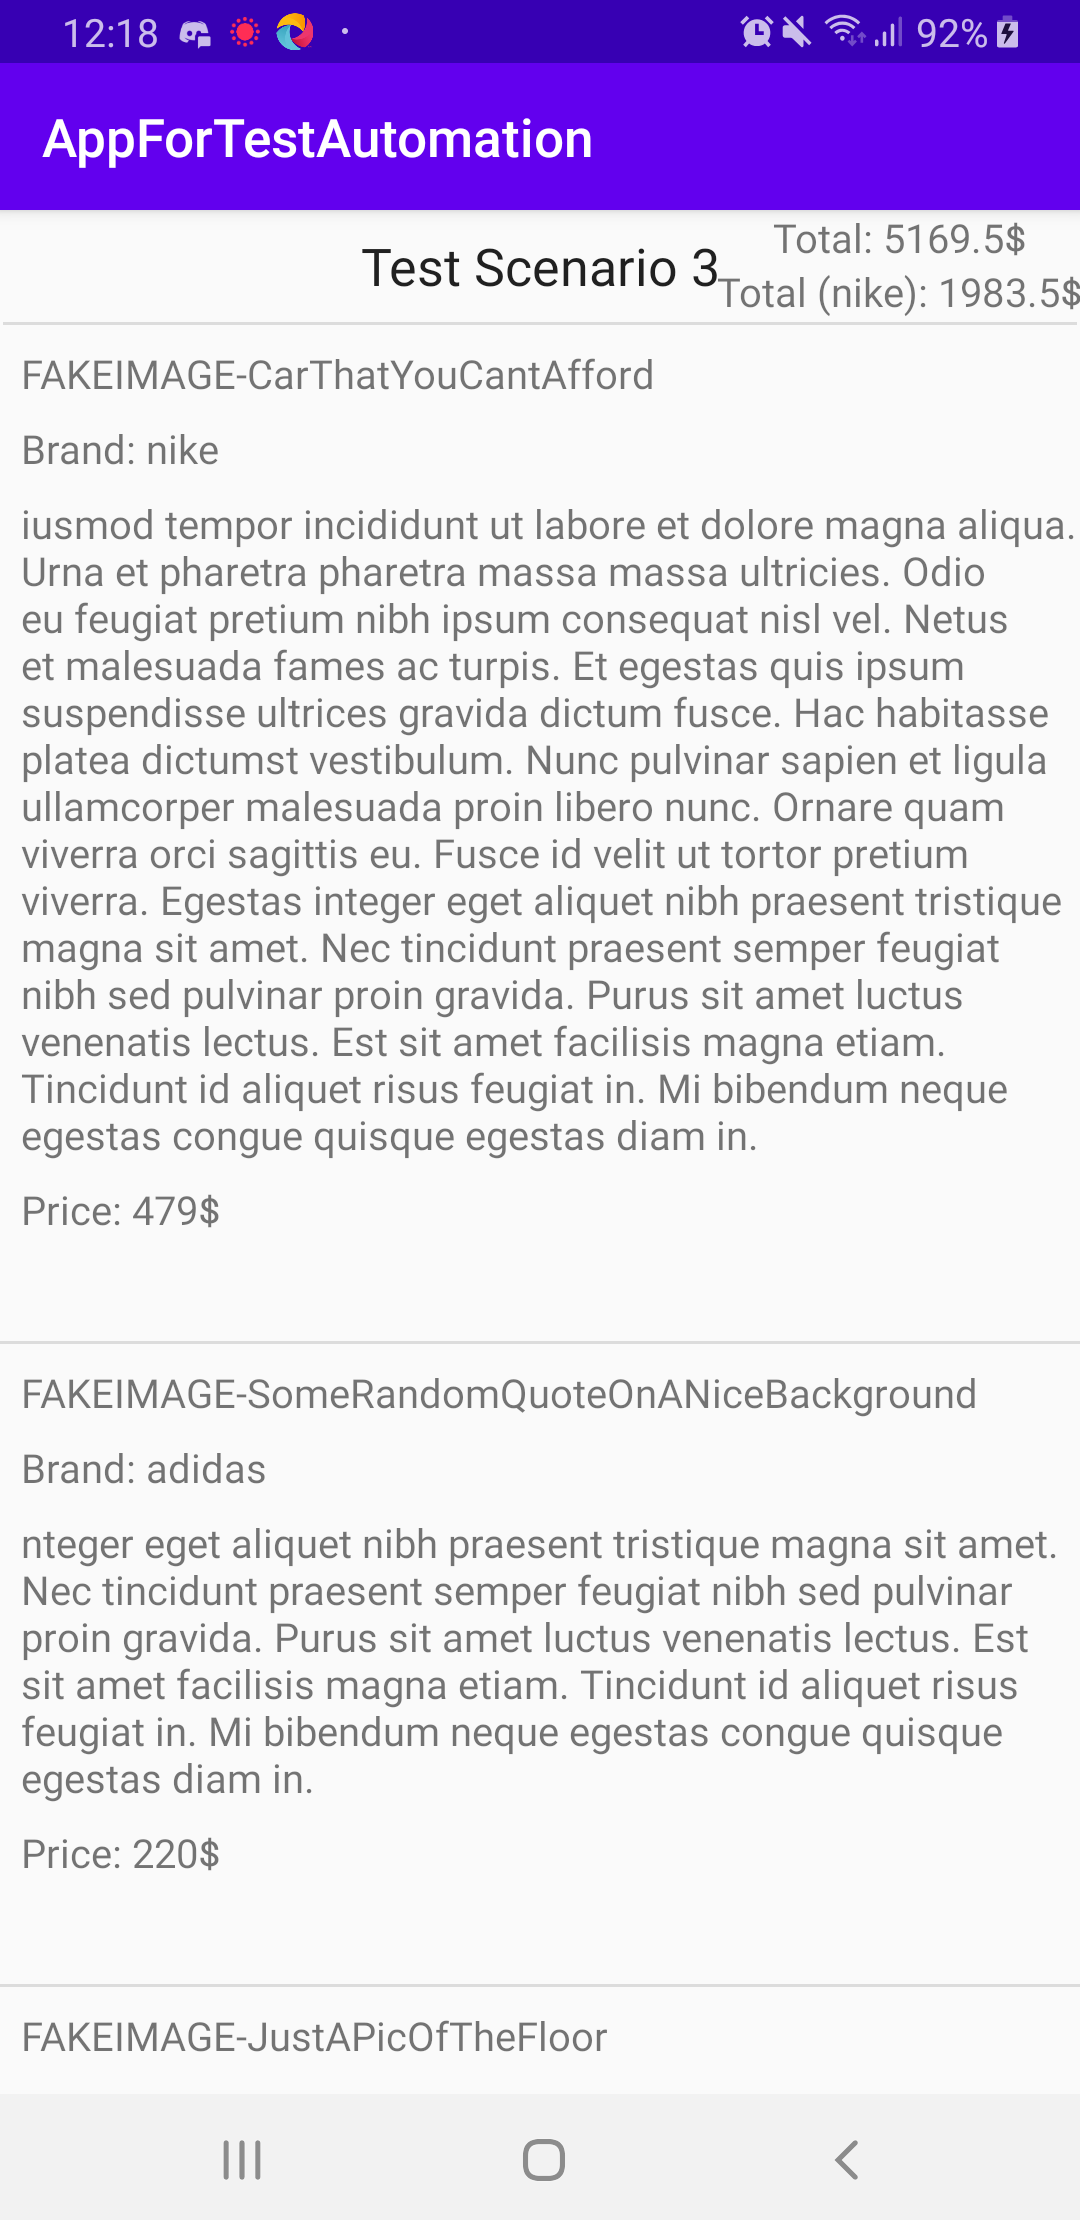 12:18
92%
AppForTestAutomation
Test Scenario 3
Total: 5169.5$
Total (nike): 1983.5$
FAKEIMAGE-CarThatYouCantAfford
Brand: nike
iusmod tempor incididunt ut labore et dolore magna aliqua.
Urna et pharetra pharetra massa massa ultricies. Odio
eu feugiat pretium nibh ipsum consequat nisl vel. Netus
et malesuada fames ac turpis. Et egestas quis ipsum
suspendisse ultrices gravida dictum fusce. Hac habitasse
platea dictumst vestibulum. Nunc pulvinar sapien et ligula
ullamcorper malesuada proin libero nunc. Ornare quam
viverra orci sagittis eu. Fusce id velit ut tortor pretium
viverra. Egestas integer eget aliquet nibh praesent tristique
magna sit amet. Nec tincidunt praesent semper feugiat
nibh sed pulvinar proin gravida. Purus sit amet luctus
venenatis lectus. Est sit amet facilisis magna etiam.
Tincidunt id aliquet risus feugiat in. Mi bibendum neque
egestas congue quisque egestas diam in.
Price: 479$
FAKEIMAGE-SomeRandomQuoteOnANiceBackground
Brand: adidas
nteger eget aliquet nibh praesent tristique magna sit amet.
Nec tincidunt praesent semper feugiat nibh sed pulvinar
proin gravida. Purus sit amet luctus venenatis lectus. Est
sit amet facilisis magna etiam. Tincidunt id aliquet risus
feugiat in. Mi bibendum neque egestas congue quisque
egestas diam in.
Price: 220$
FAKEIMAGE-JustAPicOfTheFloor